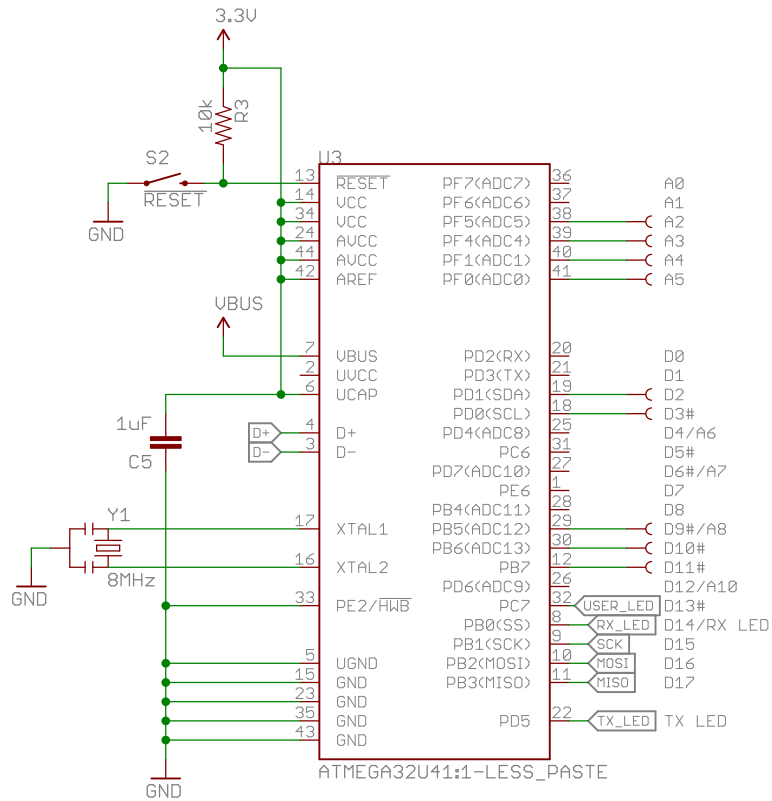 3.3V
10k
R3
S2
RESET
GND
U3
13 RESET PF7(ADC7) 36 A0
14 VCC PF6(ADC6) 37 A1
34 VCC PF5(ADC5) 38 A2
24 AVCC PF4(ADC4) 39 A3
44 AVCC PF1(ADC1) 40 A4
42 AREF PF0(ADC0) 41 A5
VBUS
7 VBUS PD2(RX) 20 D0
2 UVCC PD3(TX) 21 D1
6 UCAP PD1(SDA) 19 D2
PD0(SCL) 18 D3#
1uF
C5
D+ 4 D+ PD4(ADC8) 25 D4/A6
D- 3 D- PC6 31 D5#
PD7(ADC10) 27 D6#/A7
PE6 1 D7
PB4(ADC11) 28 D8
Y1
8MHz
GND
17 XTAL1 PB5(ADC12) 29 D9#/A8
PB6(ADC13) 30 D10#
16 XTAL2 PB7 12 D11#
PD6(ADC9) 26 D12/A10
33 PE2/HWB PC7 32 USER_LED D13#
PB0(SS) 8 RX_LED D14/RX LED
PB1(SCK) 9 SCK D15
5 UGND PB2(MOSI) 10 MOSI D16
15 GND PB3(MISO) 11 MISO D17
23 GND
35 GND PD5 22 TX_LED TX LED
43 GND
ATMEGA32U41:1-LESS_PASTE
GND